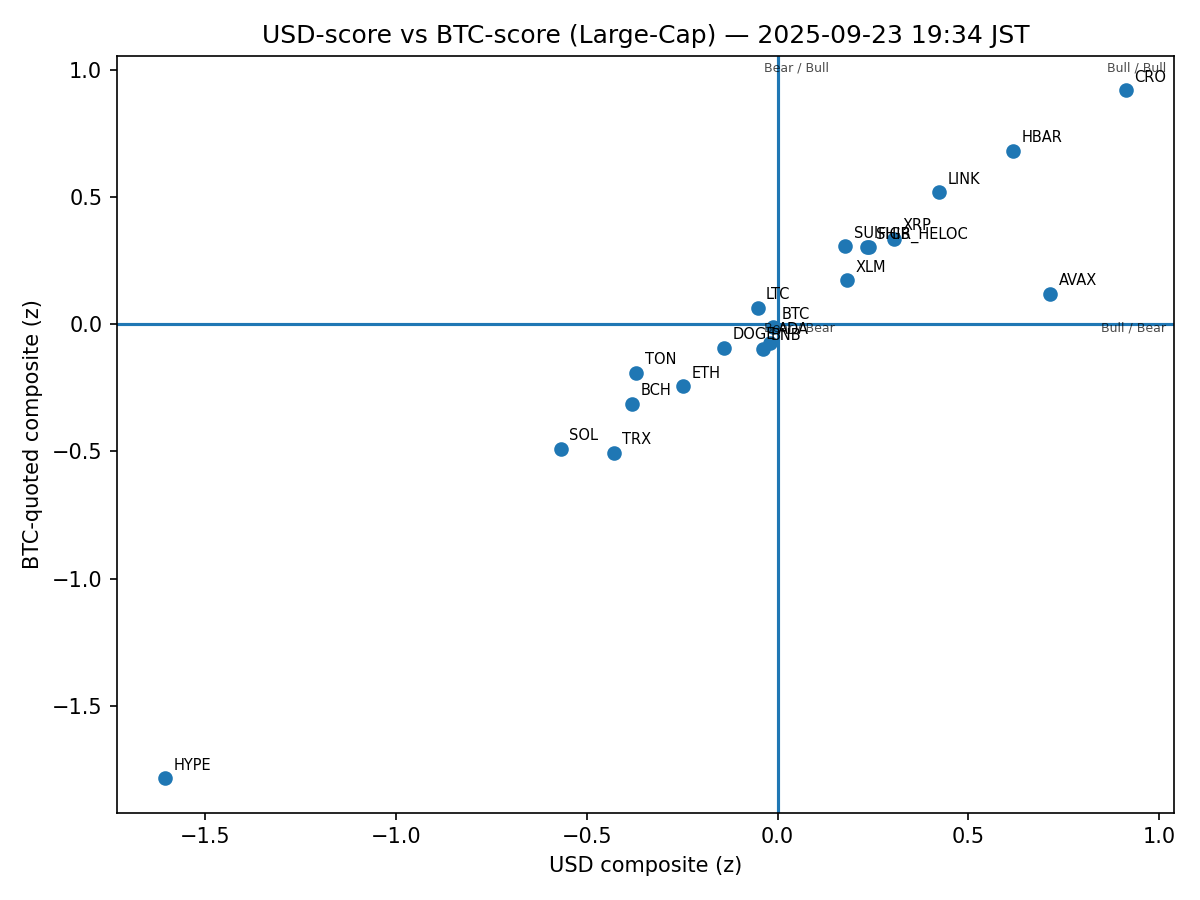 USD-score vs BTC-score (Large-Cap) — 2025-09-23 19:34 JST
Bear / Bull
Bull / Bull
CRO
HBAR
LINK
XRP
SUI
SHIB
FIGR_HELOC
XLM
AVAX
LTC
BTC
Bear / Bear
Bull / Bear
ADA
DOGE
BNB
TON
ETH
BCH
SOL
TRX
HYPE
1.0
0.5
0.0
−0.5
−1.0
−1.5
BTC-quoted composite (z)
−1.5
−1.0
−0.5
0.0
0.5
1.0
USD composite (z)